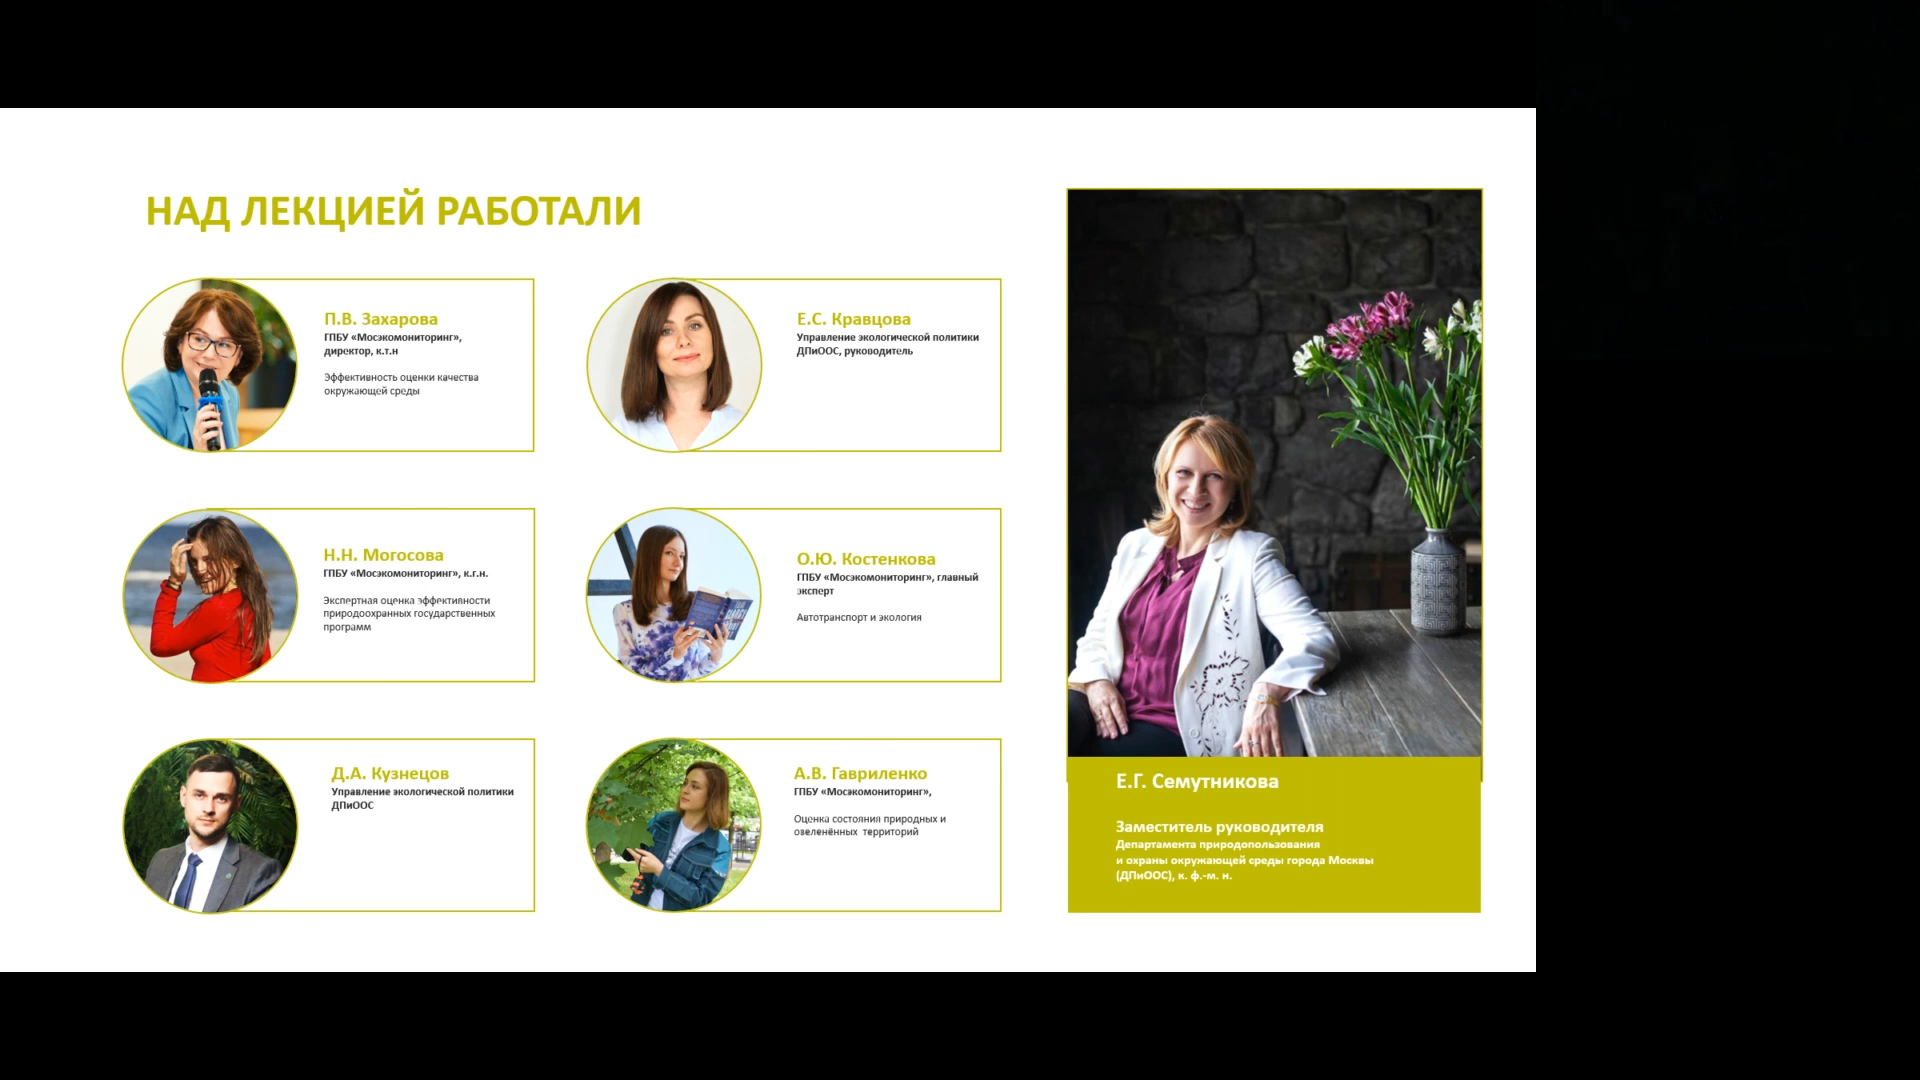 НАД ЛЕКЦИЕЙ РАБОТАЛИ
П.В. Захарова
ГПБУ «Мосэкомониторинг»,
директор, к.т.н
Эффективность оценки качества
окружающей среды
Е.С. Кравцова
Управление экологической политики
ДПиООС, руководитель
Н.Н. Могосова
ГПБУ «Мосэкомониторинг», к.г.н.
Экспертная оценка эффективности
природоохранных государственных
программ
О.Ю. Костенкова
ГПБУ «Мосэкомониторинг», главный
эксперт
Автотранспорт и экология
Д.А. Кузнецов
Управление экологической политики
ДПиООС
А.В. Гавриленко
ГПБУ «Мосэкомониторинг»,
Оценка состояния природных и
озеленённых территорий
Е.Г. Семутникова
Заместитель руководителя
Департамента природопользования
и охраны окружающей среды города Москвы
(ДПиООС), к. ф.-м. н.